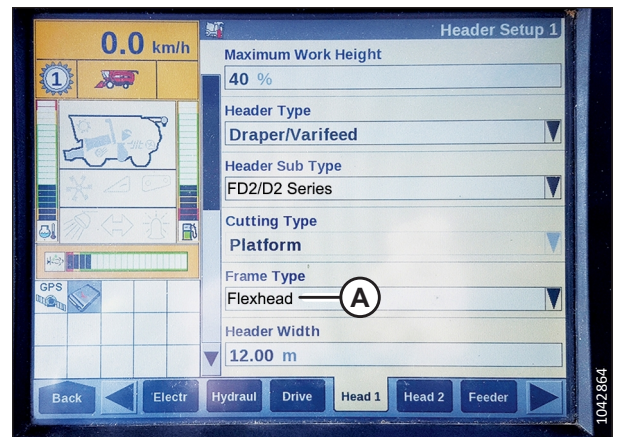 0.0 km/h
Header Setup 1
1
Maximum Work Height
40 %
Header Type
Draper/Varifeed
Header Sub Type
FD2/D2 Series
Cutting Type
Platform
Frame Type
Flexhead
A
GPS
Header Width
12.00 m
Back
Electr
Hydraul
Drive
Head 1
Head 2
Feeder
1042864